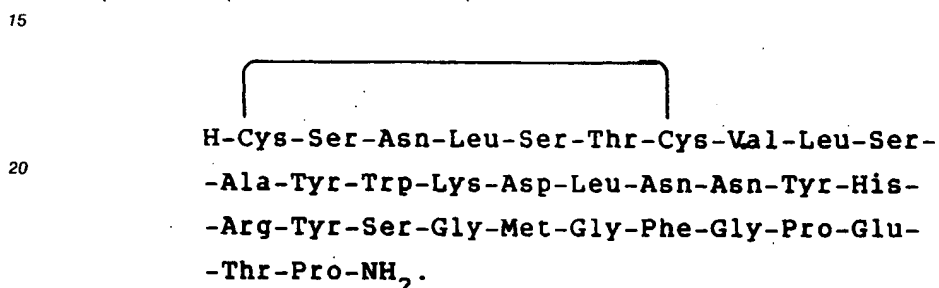 15
H-Cys-Ser-Asn-Leu-Ser-Thr-Cys-Val-Leu-Ser-
20
-Ala-Tyr-Trp-Lys-Asp-Leu-Asn-Asn-Tyr-His-
-Arg-Tyr-Ser-Gly-Met-Gly-Phe-Gly-Pro-Glu-
-Thr-Pro-NH₂.